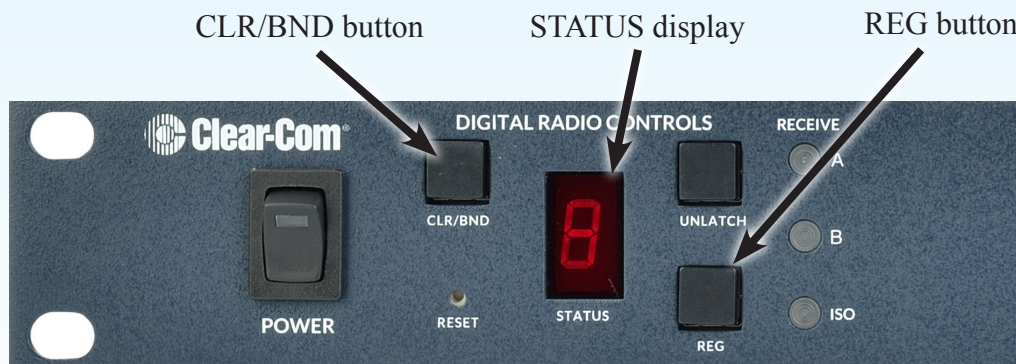 CLR/BND button
STATUS display
REG button
Clear-Com®
DIGITAL RADIO CONTROLS
RECEIVE
A
CLR/BND
UNLATCH
B
8
POWER
RESET
STATUS
ISO
REG